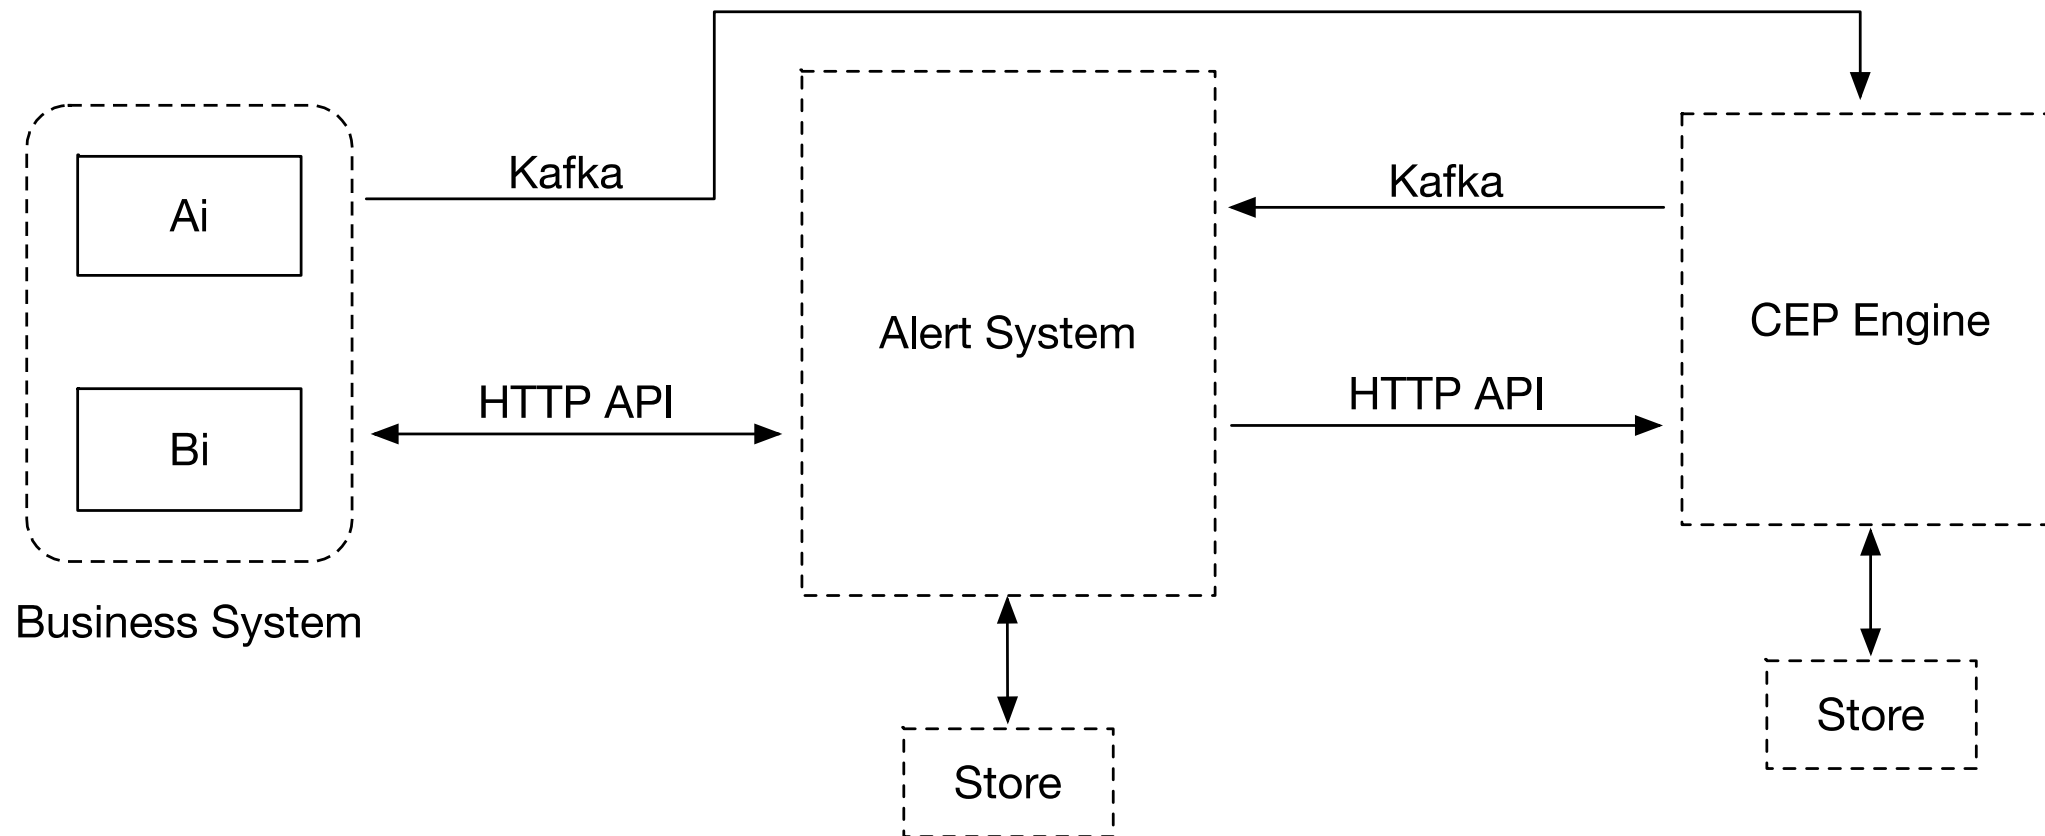 Kafka
Kafka
Ai
Alert System
CEP Engine
HTTP API
HTTP API
Bi
Business System
Store
Store